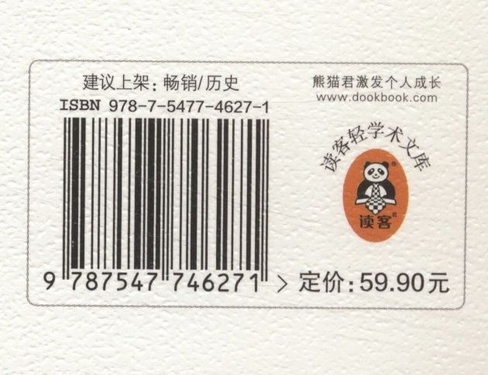 建议上架：畅销/历史
ISBN 978-7-5477-4627-1
9 787547 746271 >
熊猫君激发个人成长
www.dookbook.com
读客轻学术文库
读客®
定价：59.90元